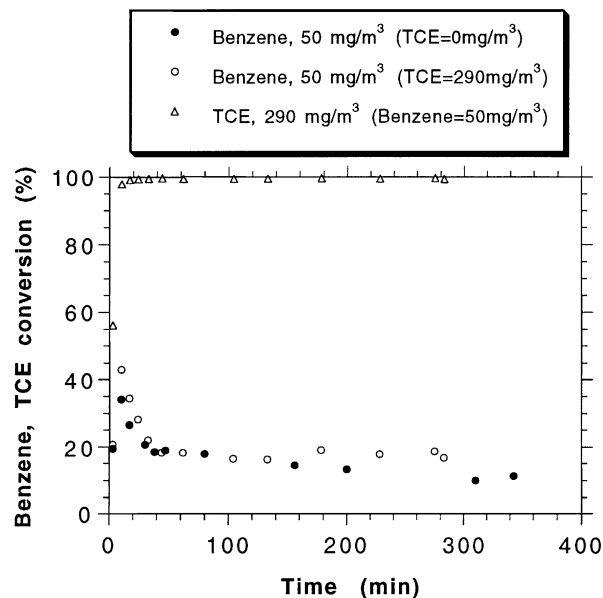 Benzene, 50 mg/m³ (TCE=0mg/m³)
Benzene, 50 mg/m³ (TCE=290mg/m³)
TCE, 290 mg/m³ (Benzene=50mg/m³)
Benzene, TCE conversion (%)
100
80
60
40
20
0
0 100 200 300 400
Time (min)